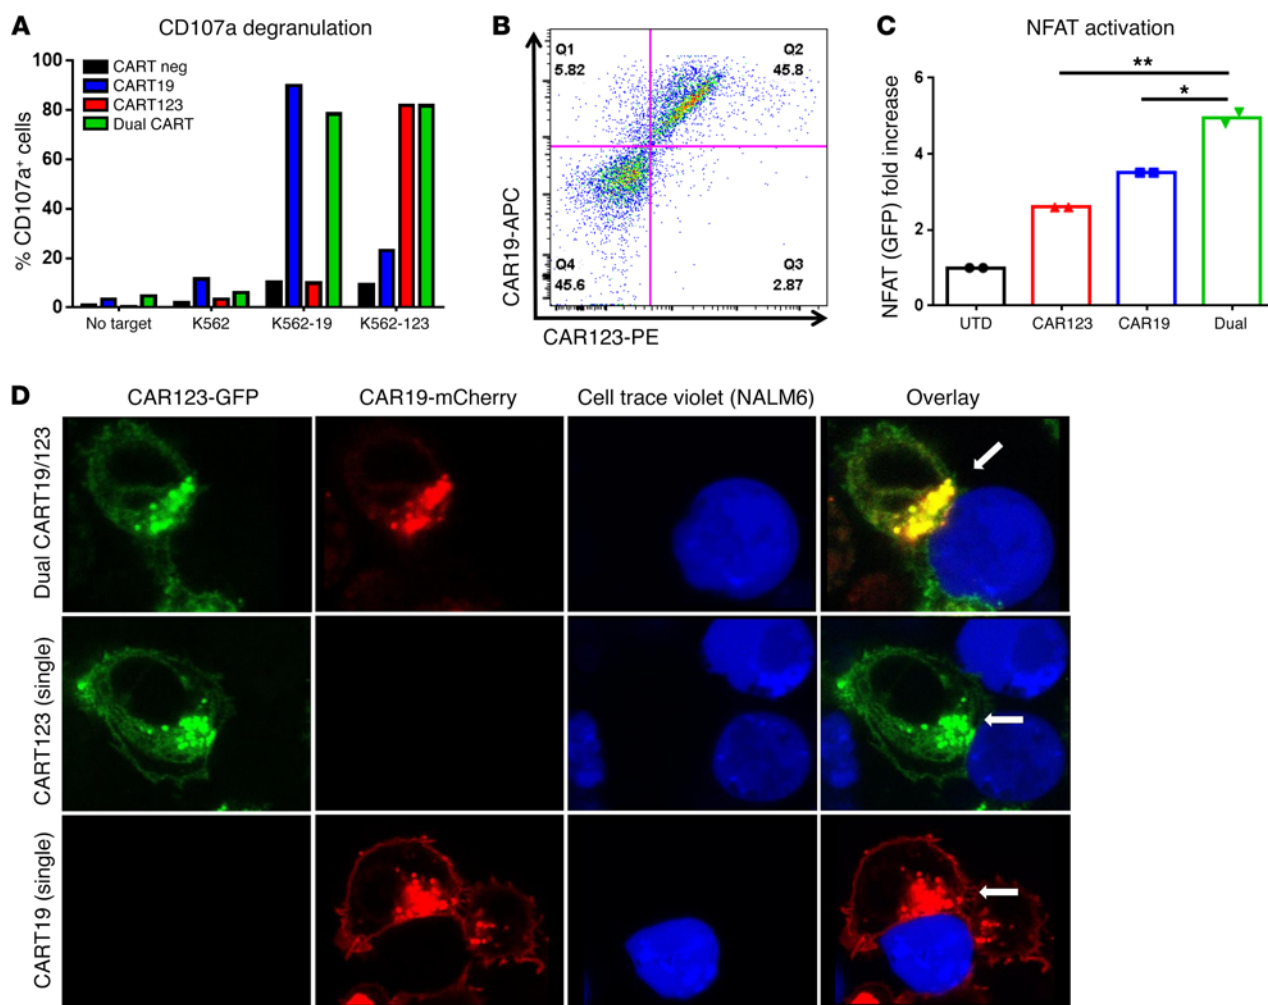 A
CD107a degranulation
% CD107a⁺ cells
100
80
60
40
20
0
CART neg
CART19
CART123
Dual CART
No target
K562
K562-19
K562-123
B
Q1
5.82
Q2
45.8
Q4
45.6
Q3
2.87
CAR19-APC
CAR123-PE
C
NFAT activation
NFAT (GFP) fold increase
6
4
2
0
**
*
UTD
CAR123
CAR19
Dual
D
CAR123-GFP
CAR19-mCherry
Cell trace violet (NALM6)
Overlay
Dual CART19/123
CART123 (single)
CART19 (single)